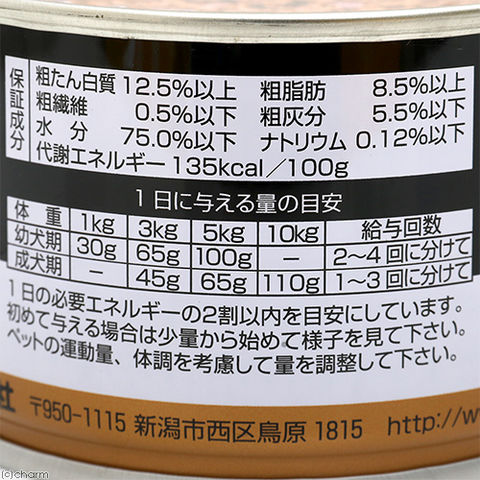 保証成分
粗たん白質 12.5%以上 粗脂肪 8.5%以上
粗繊維 0.5%以下 粗灰分 5.5%以下
水分 75.0%以下 ナトリウム 0.12%以下
代謝エネルギー 135kcal/100g
1日に与える量の目安
体重 1kg 3kg 5kg 10kg 給与回数
幼犬期 30g 65g 100g − 2〜4回に分けて
成犬期 − 45g 65g 110g 1〜3回に分けて
1日の必要エネルギーの2割以内を目安にしています。
初めて与える場合は少量から始めて様子を見て下さい。
ペットの運動量、体調を考慮して量を調整して下さい。
社 〒950-1115 新潟市西区鳥原 1815 http://w
(c)charm